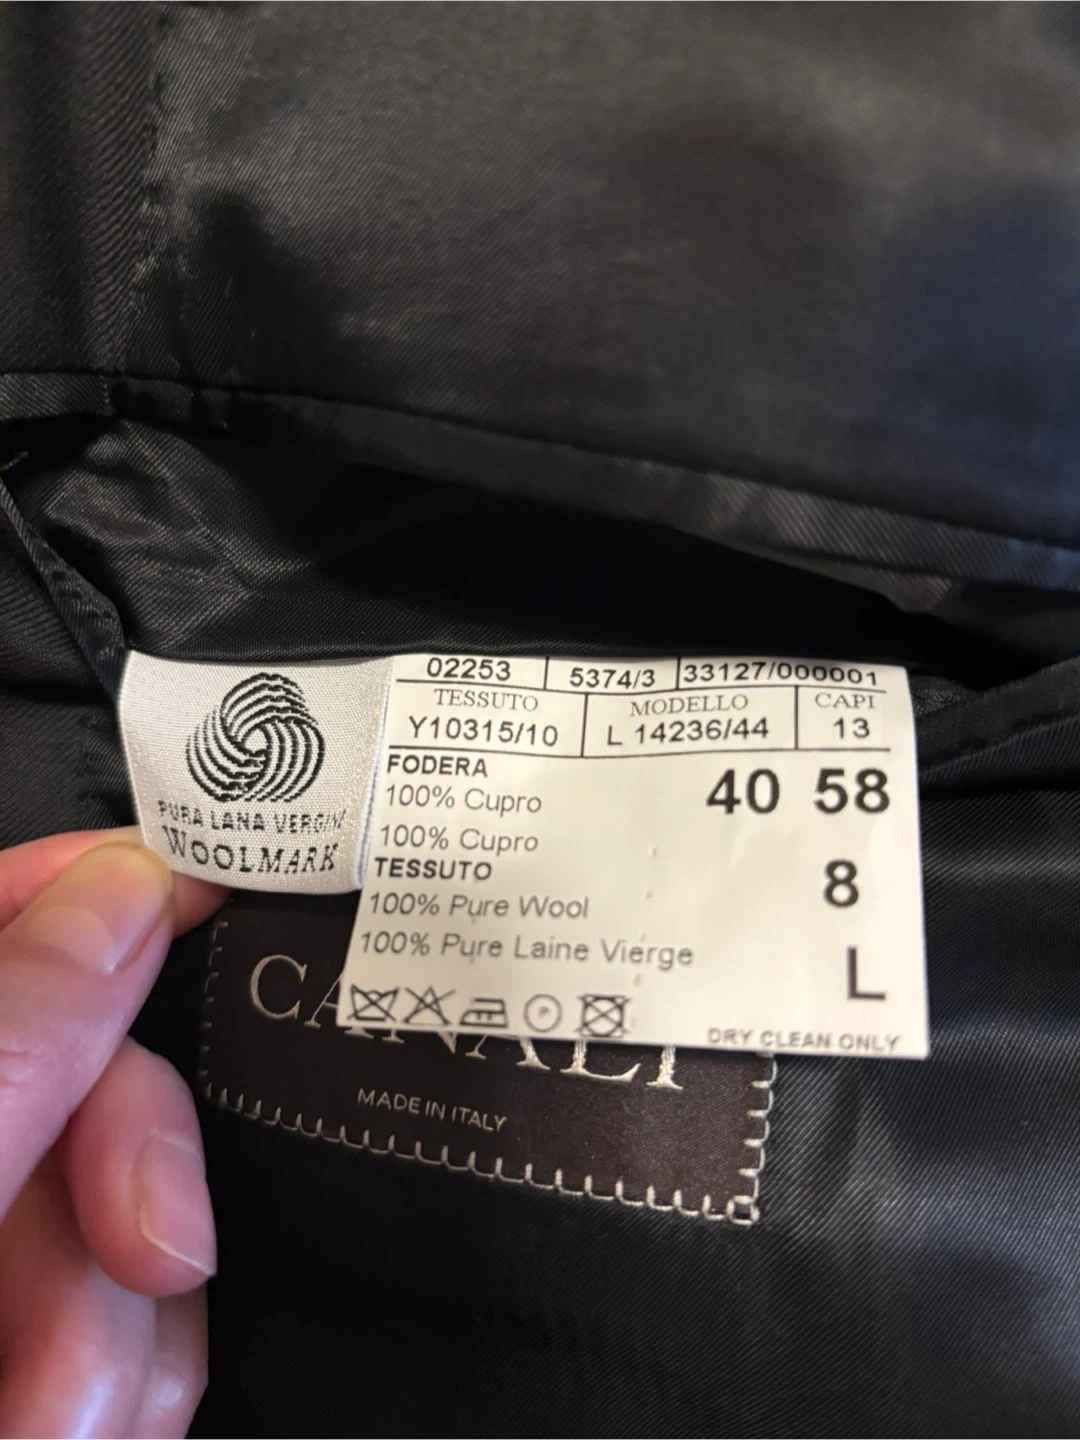 02253 5374/3 33127/000001
TESSUTO MODELLO CAPI
Y10315/10 L 14236/44 13
FODERA
100% Cupro
100% Cupro
TESSUTO
100% Pure Wool
100% Pure Laine Vierge
40 58
8
L
DRY CLEAN ONLY
PURA LANA VERGINE
WOOLMARK
CANALI
MADE IN ITALY